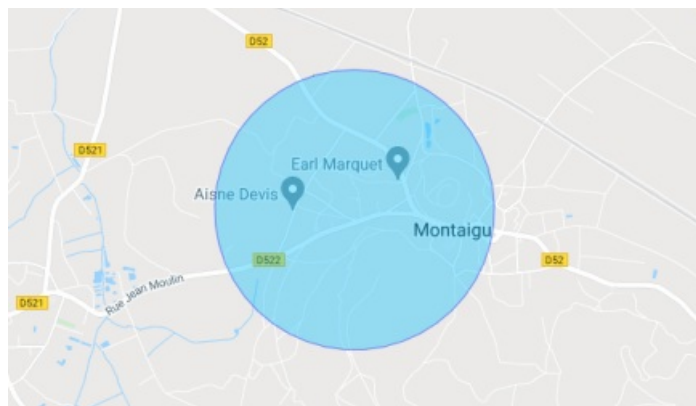 D52
D521
Earl Marquet
Aisne Devis
Montaigu
D522
D52
Rue Jean Moulin
D521